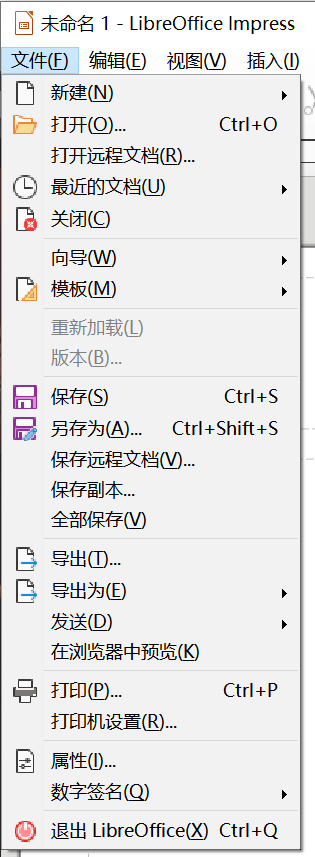 未命名 1 - LibreOffice Impress
文件(F) 编辑(E) 视图(V) 插入(I)
新建(N)
打开(O)... Ctrl+O
打开远程文档(R)...
最近的文档(U)
关闭(C)
向导(W)
模板(M)
重新加载(L)
版本(B)...
保存(S) Ctrl+S
另存为(A)... Ctrl+Shift+S
保存远程文档(V)...
保存副本...
全部保存(V)
导出(T)...
导出为(E)
发送(D)
在浏览器中预览(K)
打印(P)... Ctrl+P
打印机设置(R)...
属性(I)...
数字签名(Q)
退出 LibreOffice(X) Ctrl+Q